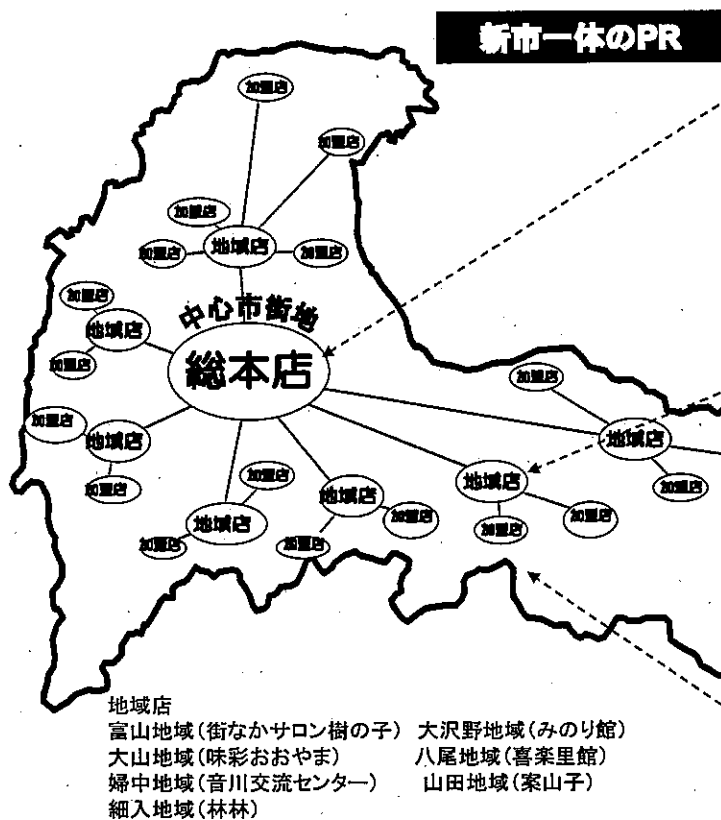 新市一体のPR
加盟店
加盟店
加盟店
地域店
加盟店
加盟店
加盟店
地域店
加盟店
中心市街地
総本店
加盟店
地域店
加盟店
加盟店
地域店
加盟店
加盟店
地域店
加盟店
地域店
加盟店
加盟店
地域店
加盟店
加盟店
地域店
加盟店
地域店
富山地域(街なかサロン樹の子) 大沢野地域(みのり館)
大山地域(味彩おおやま) 八尾地域(喜楽里館)
婦中地域(音川交流センター) 山田地域(案山子)
細入地域(林林)